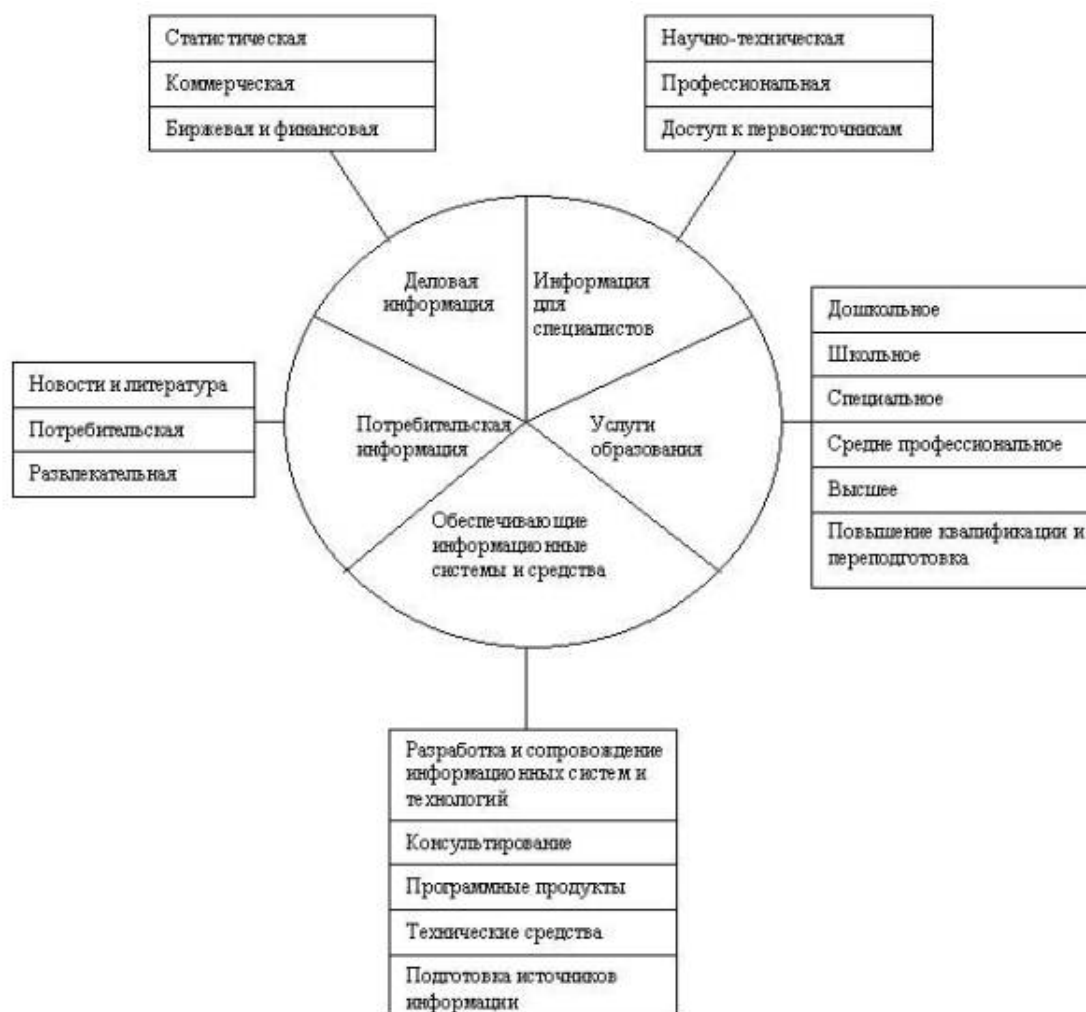 Статистическая
Коммерческая
Биржевая и финансовая
Научно-техническая
Профессиональная
Доступ к первоисточникам
Деловая
информация
Информация
для
специалистов
Дошкольное
Школьное
Специальное
Средне профессиональное
Высшее
Повышение квалификации и
переподготовка
Новости и литература
Потребительская
Развлекательная
Потребительская
информация
Услуги
образования
Обеспечивающие
информационные
системы и средства
Разработка и сопровождение
информационных систем и
технологий
Консультирование
Программные продукты
Технические средства
Подготовка источников
информации